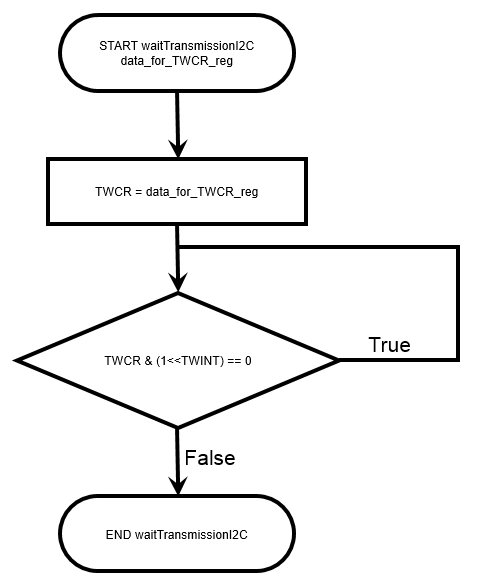 START waitTransmissionI2C
data_for_TWCR_reg
TWCR = data_for_TWCR_reg
TWCR & (1<<TWINT) == 0
True
False
END waitTransmissionI2C